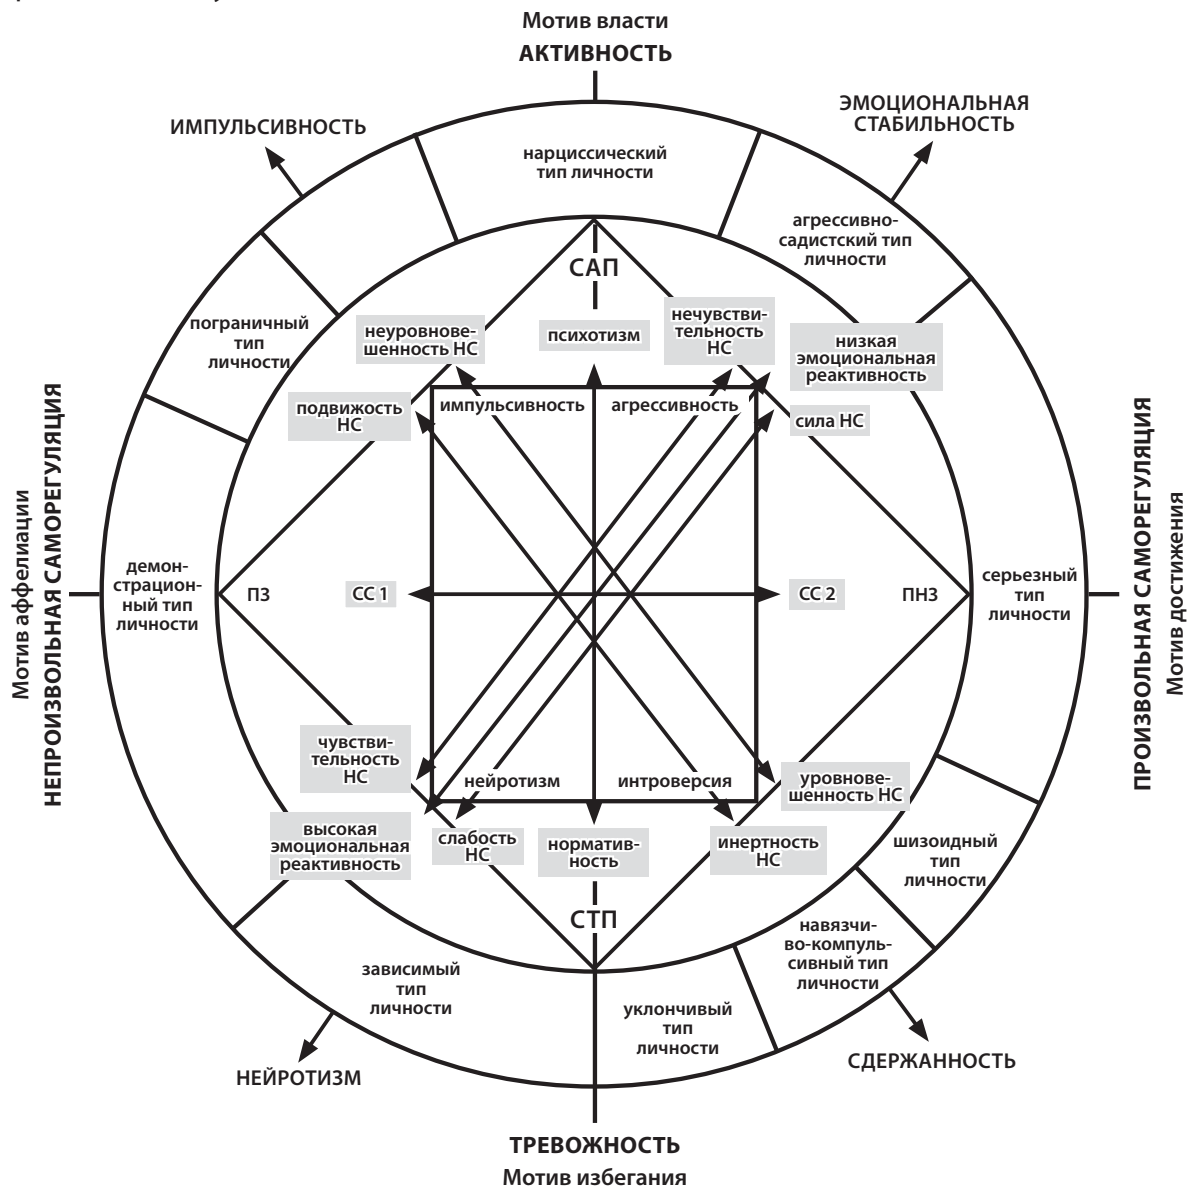 Мотив власти
АКТИВНОСТЬ
ИМПУЛЬСИВНОСТЬ
ЭМОЦИОНАЛЬНАЯ
СТАБИЛЬНОСТЬ
нарциссический
тип личности
агрессивно-
садистский тип
личности
пограничный
тип
личности
САП
неуровнове-
шенность НС
психотизм
нечувстви-
тельность
НС
низкая
эмоциональная
реактивность
подвижость
НС
импульсивность
агрессивность
сила НС
Мотив аффелиации
НЕПРОИЗВОЛЬНАЯ САМОРЕГУЛЯЦИЯ
демон-
страцион-
ный тип
личности
ПЗ
СС 1
СС 2
ПНЗ
серьезный
тип
личности
ПРОИЗВОЛЬНАЯ САМОРЕГУЛЯЦИЯ
Мотив достижения
чувстви-
тельность
НС
нейротизм
интроверсия
уровнове-
шенность НС
высокая
эмоциональная
реактивность
слабость
НС
норматив-
ность
инертность
НС
шизоидный
тип
личности
СТП
навязчи-
во-компуль-
сивный тип
личности
зависимый
тип
личности
уклончивый
тип
личности
НЕЙРОТИЗМ
СДЕРЖАННОСТЬ
ТРЕВОЖНОСТЬ
Мотив избегания